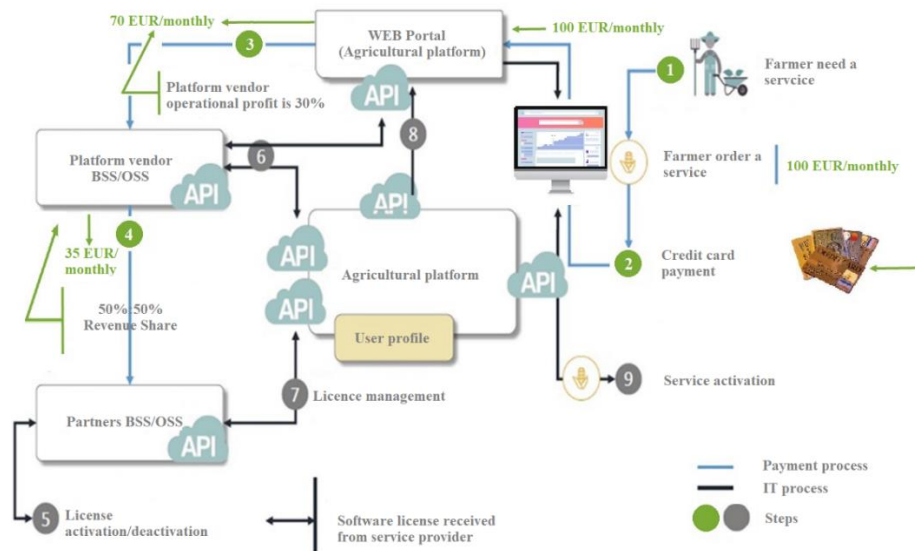 70 EUR/monthly
3
WEB Portal
(Agricultural platform)
100 EUR/monthly
1
Farmer need a
servcice
API
Platform vendor
operational profit is 30%
8
Platform vendor
BSS/OSS
6
API
Farmer order a
service
100 EUR/monthly
API
4
35 EUR/
monthly
API
Agricultural platform
API
2
Credit card
payment
50%:50%
Revenue Share
API
User profile
7
Licence management
9
Service activation
Partners BSS/OSS
API
Payment process
IT process
5
License
activation/deactivation
Software license received
from service provider
Steps